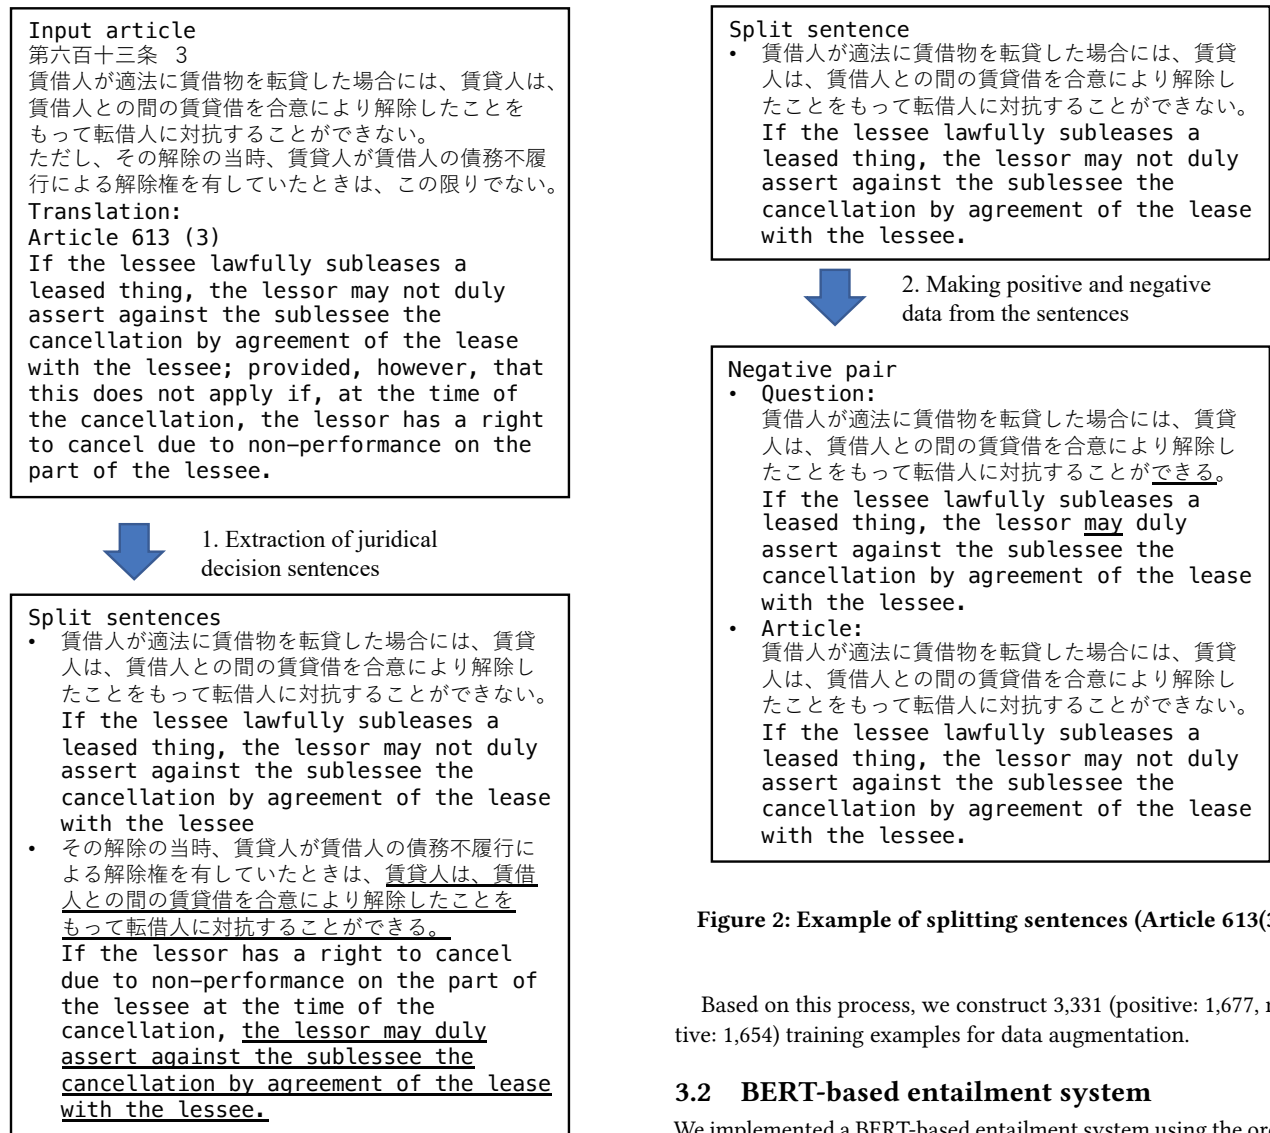 Input article
第六百十三条 3
賃借人が適法に賃借物を転貸した場合には、賃貸人は、
賃借人との間の賃貸借を合意により解除したことを
もって転借人に対抗することができない。
ただし、その解除の当時、賃貸人が賃借人の債務不履
行による解除権を有していたときは、この限りでない。
Translation:
Article 613 (3)
If the lessee lawfully subleases a
leased thing, the lessor may not duly
assert against the sublessee the
cancellation by agreement of the lease
with the lessee; provided, however, that
this does not apply if, at the time of
the cancellation, the lessor has a right
to cancel due to non-performance on the
part of the lessee.
1. Extraction of juridical
decision sentences
Split sentences
• 賃借人が適法に賃借物を転貸した場合には、賃貸
人は、賃借人との間の賃貸借を合意により解除し
たことをもって転借人に対抗することができない。
If the lessee lawfully subleases a
leased thing, the lessor may not duly
assert against the sublessee the
cancellation by agreement of the lease
with the lessee
• その解除の当時、賃貸人が賃借人の債務不履行に
よる解除権を有していたときは、賃貸人は、賃借
人との間の賃貸借を合意により解除したことを
もって転借人に対抗することができる。
If the lessor has a right to cancel
due to non-performance on the part of
the lessee at the time of the
cancellation, the lessor may duly
assert against the sublessee the
cancellation by agreement of the lease
with the lessee.
Split sentence
• 賃借人が適法に賃借物を転貸した場合には、賃貸
人は、賃借人との間の賃貸借を合意により解除し
たことをもって転借人に対抗することができない。
If the lessee lawfully subleases a
leased thing, the lessor may not duly
assert against the sublessee the
cancellation by agreement of the lease
with the lessee.
2. Making positive and negative
data from the sentences
Negative pair
• Question:
賃借人が適法に賃借物を転貸した場合には、賃貸
人は、賃借人との間の賃貸借を合意により解除し
たことをもって転借人に対抗することができる。
If the lessee lawfully subleases a
leased thing, the lessor may duly
assert against the sublessee the
cancellation by agreement of the lease
with the lessee.
• Article:
賃借人が適法に賃借物を転貸した場合には、賃貸
人は、賃借人との間の賃貸借を合意により解除し
たことをもって転借人に対抗することができない。
If the lessee lawfully subleases a
leased thing, the lessor may not duly
assert against the sublessee the
cancellation by agreement of the lease
with the lessee.
Figure 2: Example of splitting sentences (Article 613(
Based on this process, we construct 3,331 (positive: 1,677,
tive: 1,654) training examples for data augmentation.
3.2 BERT-based entailment system
We implemented a BERT-based entailment system using the